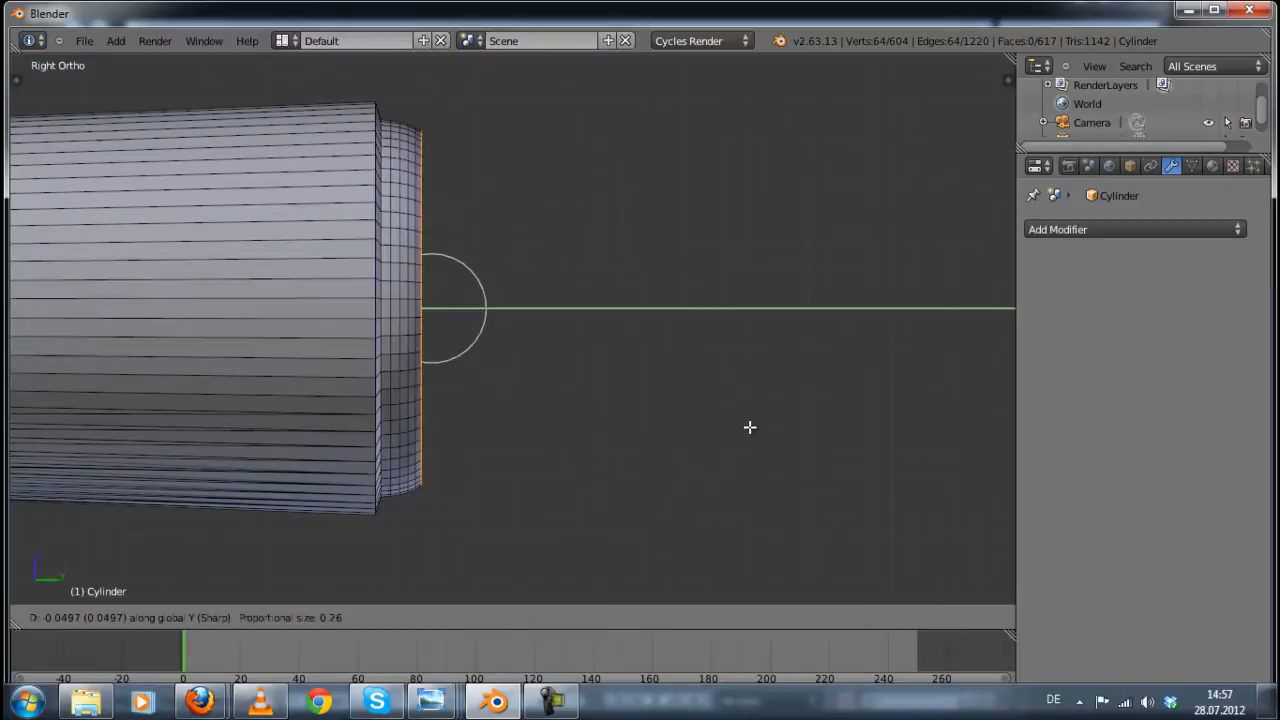 Blender
File Add Render Window Help Default Scene Cycles Render v2.63.13 | Verts:64/604 | Edges:64/1220 | Faces:0/617 | Tris:1142 | Cylinder
Right Ortho
View Search All Scenes
RenderLayers |
World
Camera |
Cylinder
Add Modifier
(1) Cylinder
D: -0.0497 (0.0497) along global Y (Sharp) Proportional size: 0.26
-40 -20 0 20 40 60 80 100 120 140 160 180 200 220 240 260
DE 14:57
28.07.2012